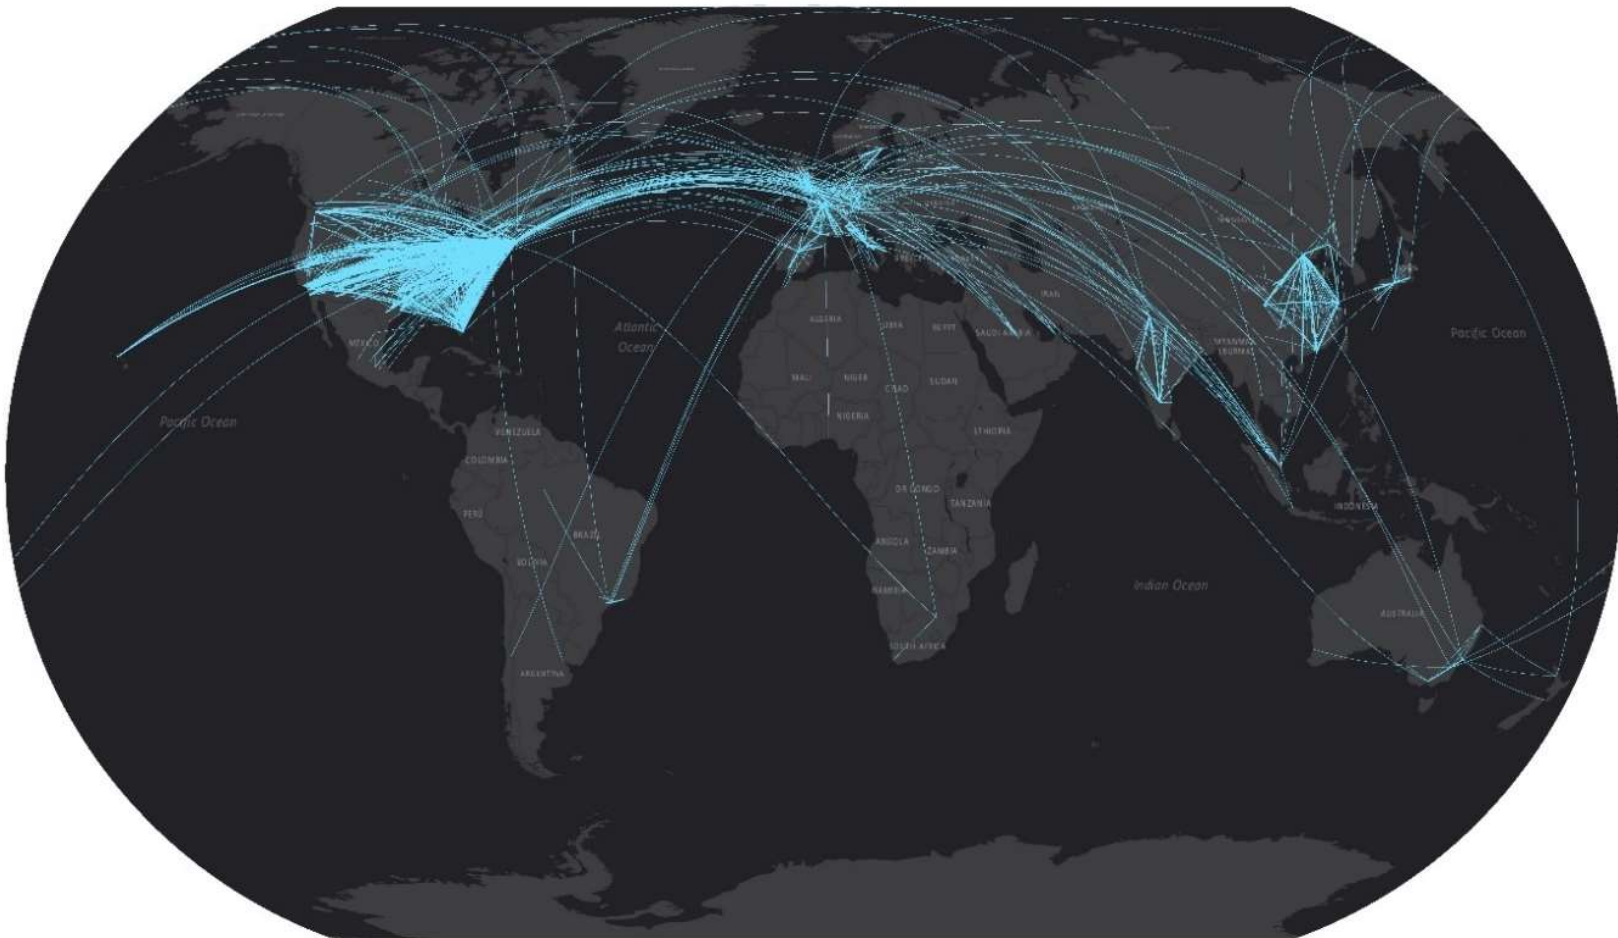 Atlantic
Ocean
Pacific Ocean
Pacific Ocean
Indian Ocean
MEXICO
VENEZUELA
COLOMBIA
PERU
BRAZIL
BOLIVIA
ARGENTINA
ALGERIA
LIBYA
EGYPT
SAUDI ARABIA
IRAN
MALI
NIGER
CHAD
SUDAN
NIGERIA
ETHIOPIA
DR CONGO
TANZANIA
ANGOLA
ZAMBIA
NAMIBIA
SOUTH AFRICA
MYANMAR
(BURMA)
INDONESIA
AUSTRALIA